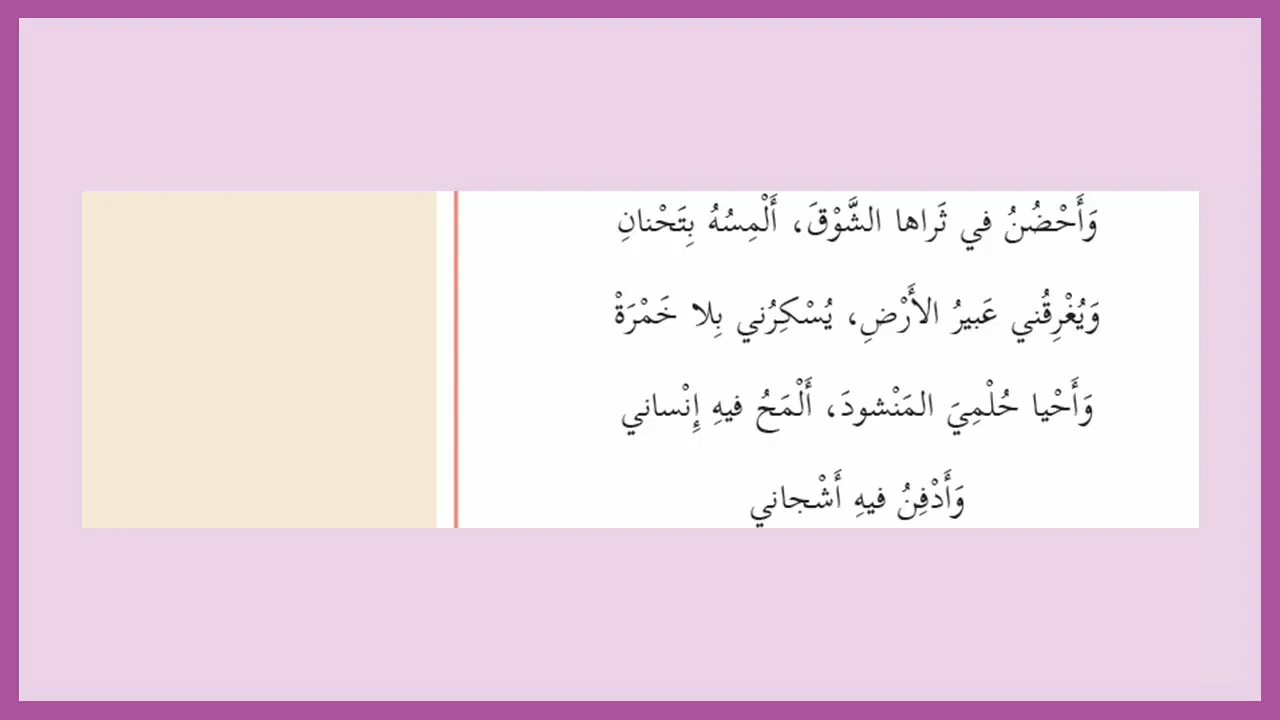 وَأَحْضُنُ في ثَراها الشَّوْقَ، أَلْمِسُهُ بِتَحْنانِ
وَيُغْرِقُني عَبيرُ الأَرْضِ، يُسْكِرُني بِلا خَمْرَةْ
وَأَحْيا حُلْمِيَ المَنْشودَ، أَلْمَحُ فيهِ إِنْساني
وَأَدْفِنُ فيهِ أَشْجاني